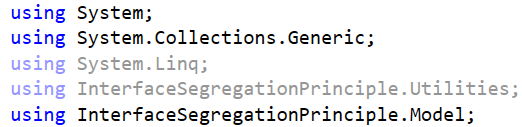 using System;
using System.Collections.Generic;
using System.Linq;
using InterfaceSegregationPrinciple.Utilities;
using InterfaceSegregationPrinciple.Model;